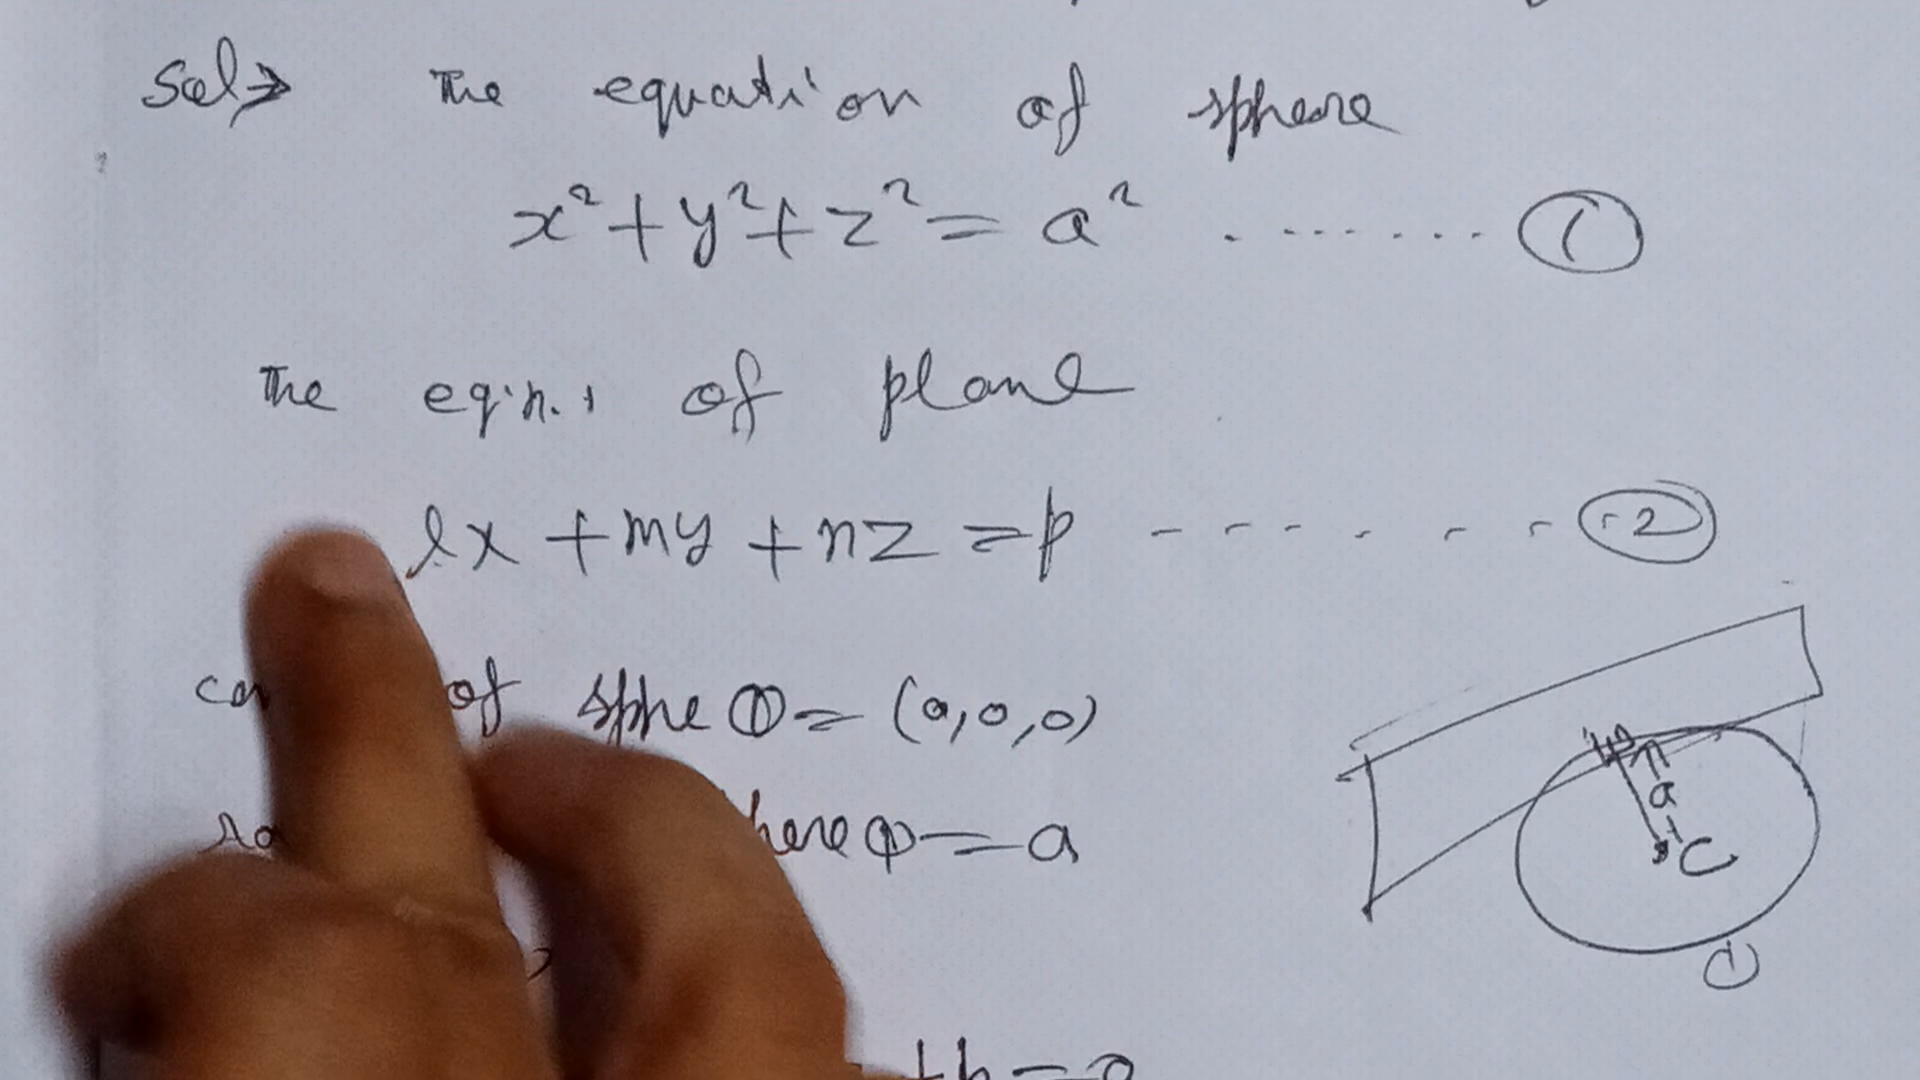 Sol⇒ The equation of sphere
x²+y²+z²= a² ........ ①
The eqn. of plane
lx +my +nz =p ------- ②
of sphe ①= (0,0,0)
①= a
a
C
①